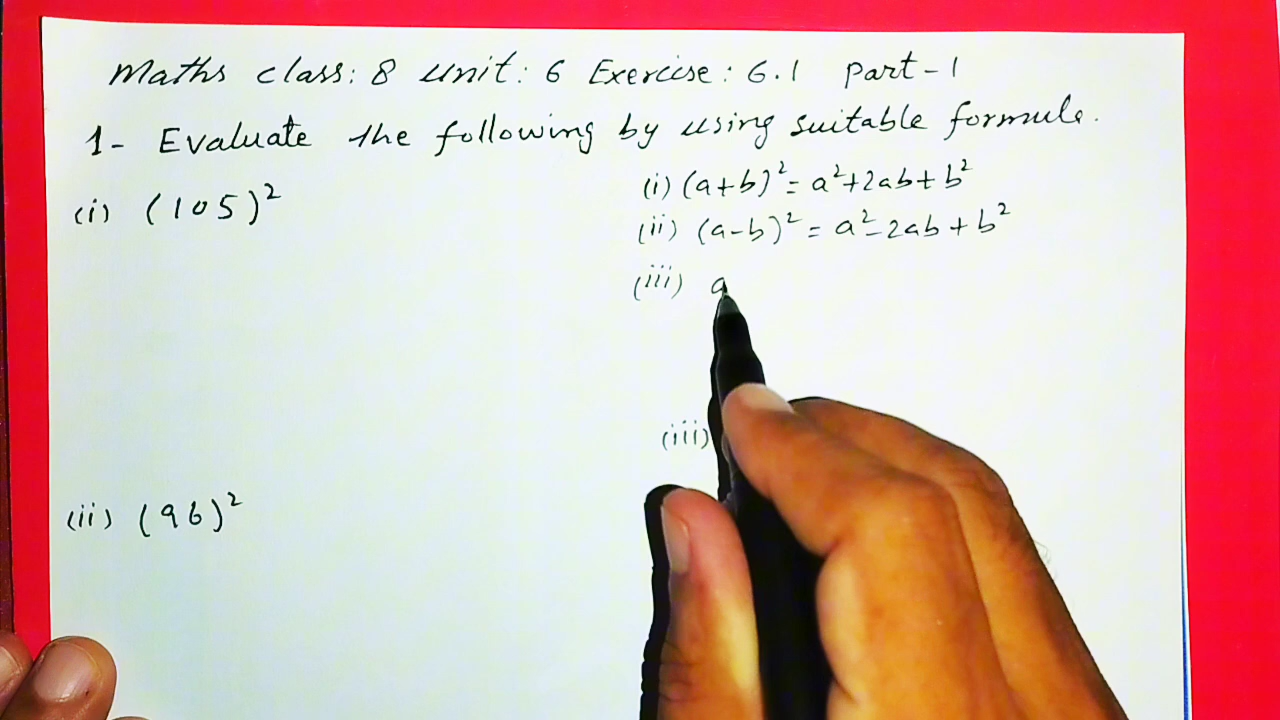 Maths class: 8 unit: 6 Exercise: 6.1 part-1
1- Evaluate the following by using suitable formula.
(i) (105)²
(i) (a+b)² = a²+2ab+b²
(ii) (a-b)² = a²-2ab+b²
(iii) a
(iii)
(ii) (96)²